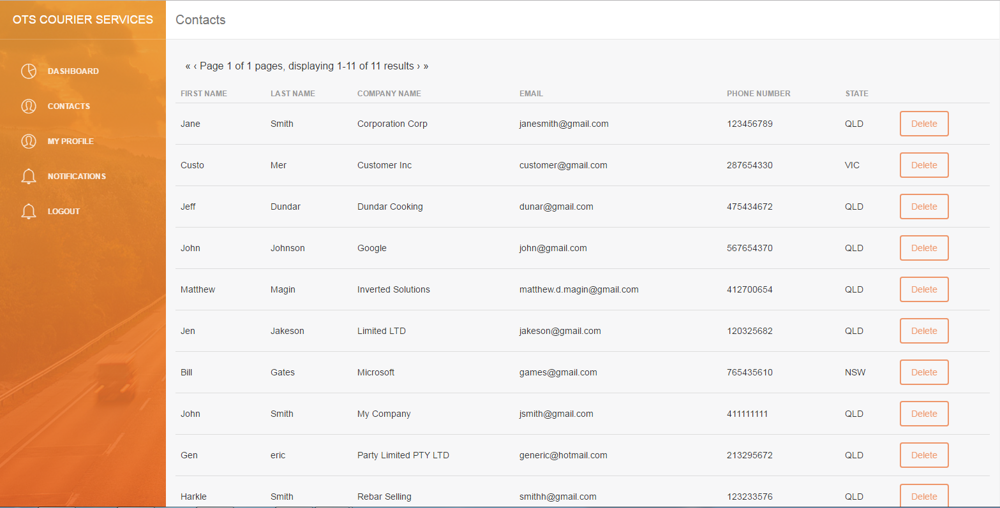 OTS COURIER SERVICES
Contacts
DASHBOARD
CONTACTS
MY PROFILE
NOTIFICATIONS
LOGOUT
« ‹ Page 1 of 1 pages, displaying 1-11 of 11 results › »
FIRST NAME LAST NAME COMPANY NAME EMAIL PHONE NUMBER STATE
Jane Smith Corporation Corp janesmith@gmail.com 123456789 QLD Delete
Custo Mer Customer Inc customer@gmail.com 287654330 VIC Delete
Jeff Dundar Dundar Cooking dunar@gmail.com 475434672 QLD Delete
John Johnson Google john@gmail.com 567654370 QLD Delete
Matthew Magin Inverted Solutions matthew.d.magin@gmail.com 412700654 QLD Delete
Jen Jakeson Limited LTD jakeson@gmail.com 120325682 QLD Delete
Bill Gates Microsoft games@gmail.com 765435610 NSW Delete
John Smith My Company jsmith@gmail.com 411111111 QLD Delete
Gen eric Party Limited PTY LTD generic@hotmail.com 213295672 QLD Delete
Harkle Smith Rebar Selling smithh@gmail.com 123233576 QLD Delete